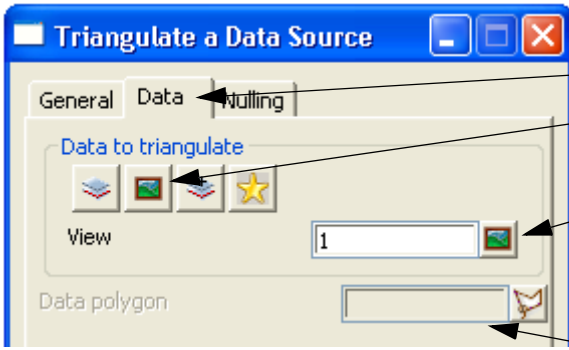 Triangulate a Data Source
General Data Nulling
Data to triangulate
View 1
Data polygon